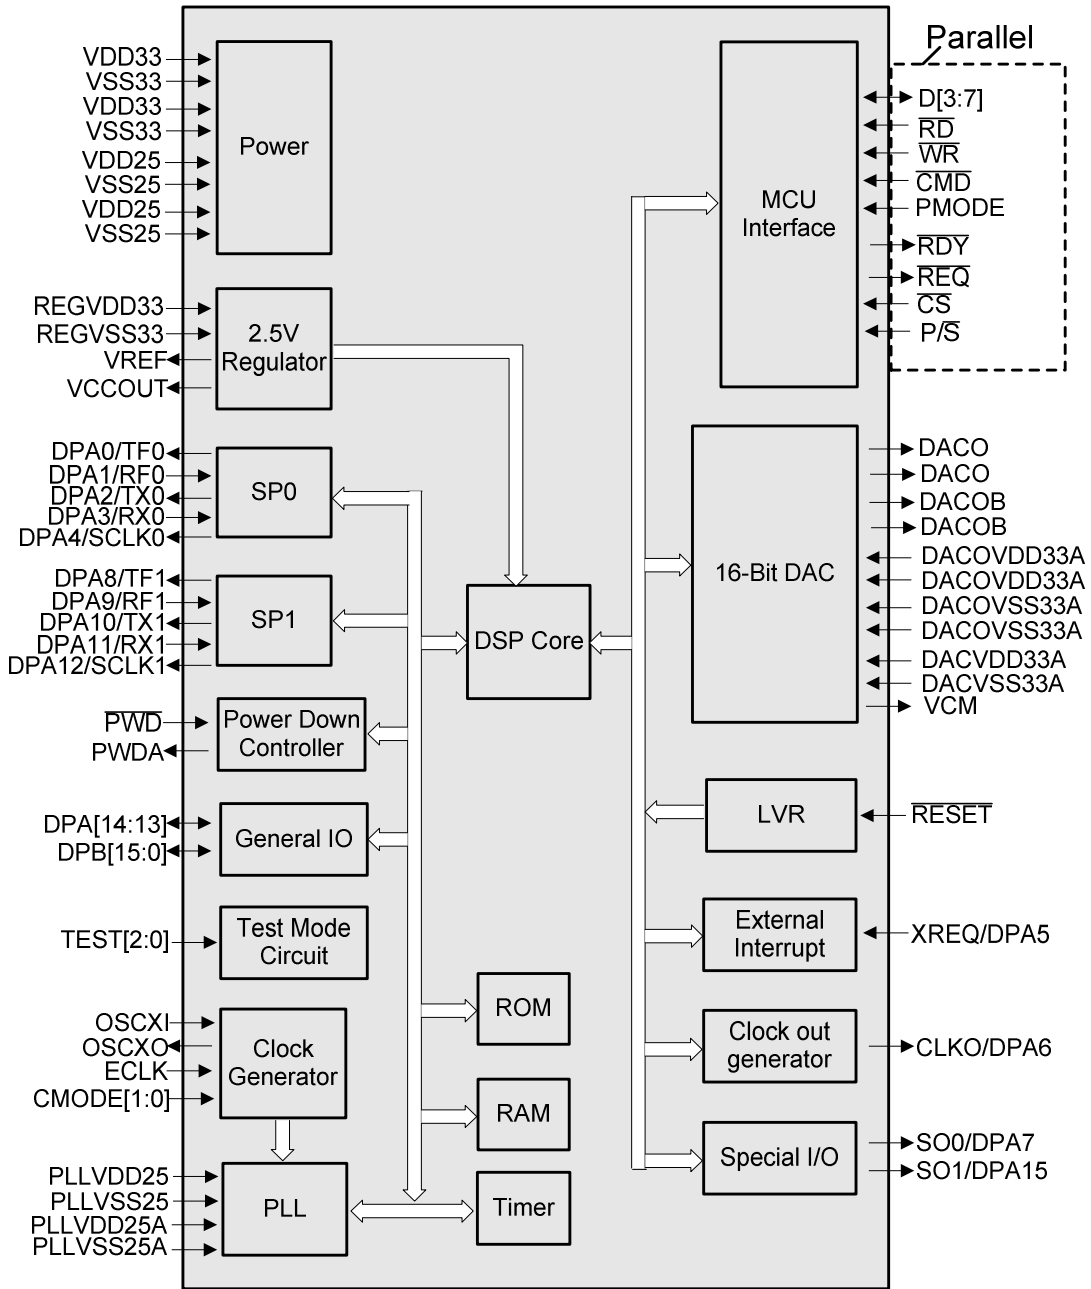 Parallel
VDD33
VSS33
VDD33
VSS33
VDD25
VSS25
VDD25
VSS25
Power
REGVDD33
REGVSS33
VREF
VCCOUT
2.5V
Regulator
DPA0/TF0
DPA1/RF0
DPA2/TX0
DPA3/RX0
DPA4/SCLK0
SP0
DPA8/TF1
DPA9/RF1
DPA10/TX1
DPA11/RX1
DPA12/SCLK1
SP1
PWD
PWDA
Power Down
Controller
DPA[14:13]
DPB[15:0]
General IO
TEST[2:0]
Test Mode
Circuit
OSCXI
OSCXO
ECLK
CMODE[1:0]
Clock
Generator
PLLVDD25
PLLVSS25
PLLVDD25A
PLLVSS25A
PLL
DSP Core
ROM
RAM
Timer
MCU
Interface
D[3:7]
RD
WR
CMD
PMODE
RDY
REQ
CS
P/S
16-Bit DAC
DACO
DACO
DACOB
DACOB
DACOVDD33A
DACOVDD33A
DACOVSS33A
DACOVSS33A
DACVDD33A
DACVSS33A
VCM
LVR
RESET
External
Interrupt
XREQ/DPA5
Clock out
generator
CLKO/DPA6
Special I/O
SO0/DPA7
SO1/DPA15